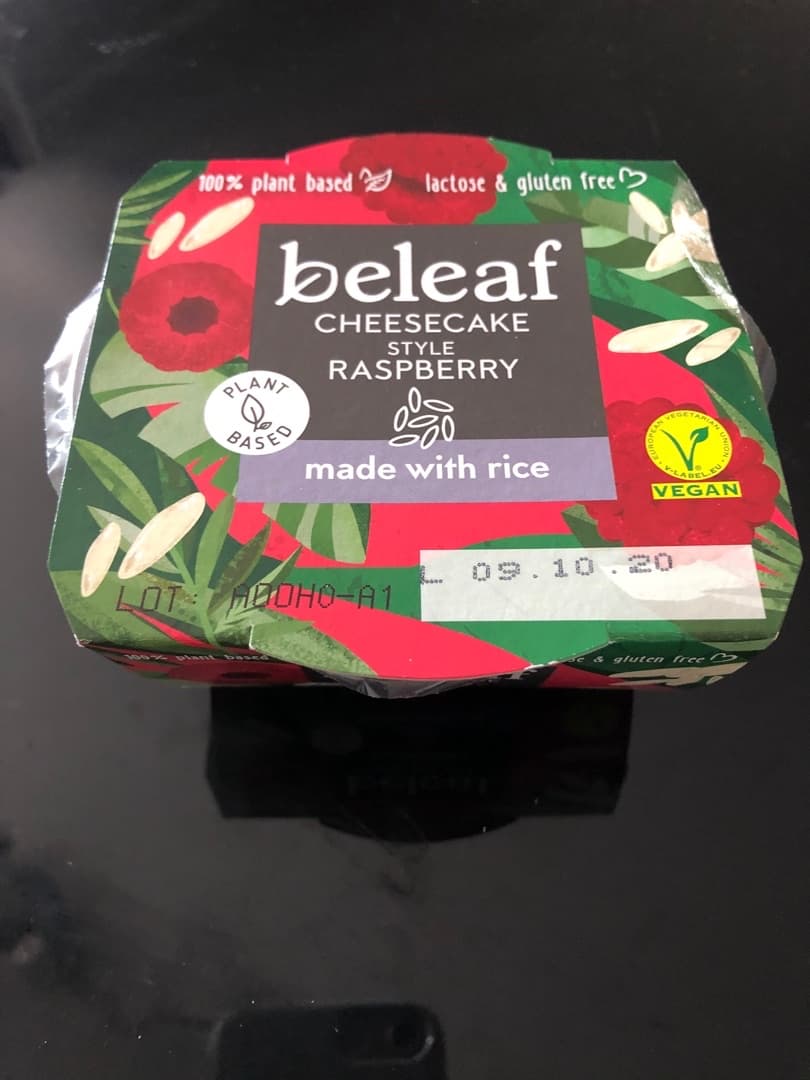 100% plant based
lactose & gluten free
beleaf
CHEESECAKE
STYLE
RASPBERRY
PLANT
BASED
made with rice
EUROPEAN VEGETARIAN UNION
V-LABEL.EU
VEGAN
LOT: A00H0-A1
L 09.10.20
100% plant based
& gluten free